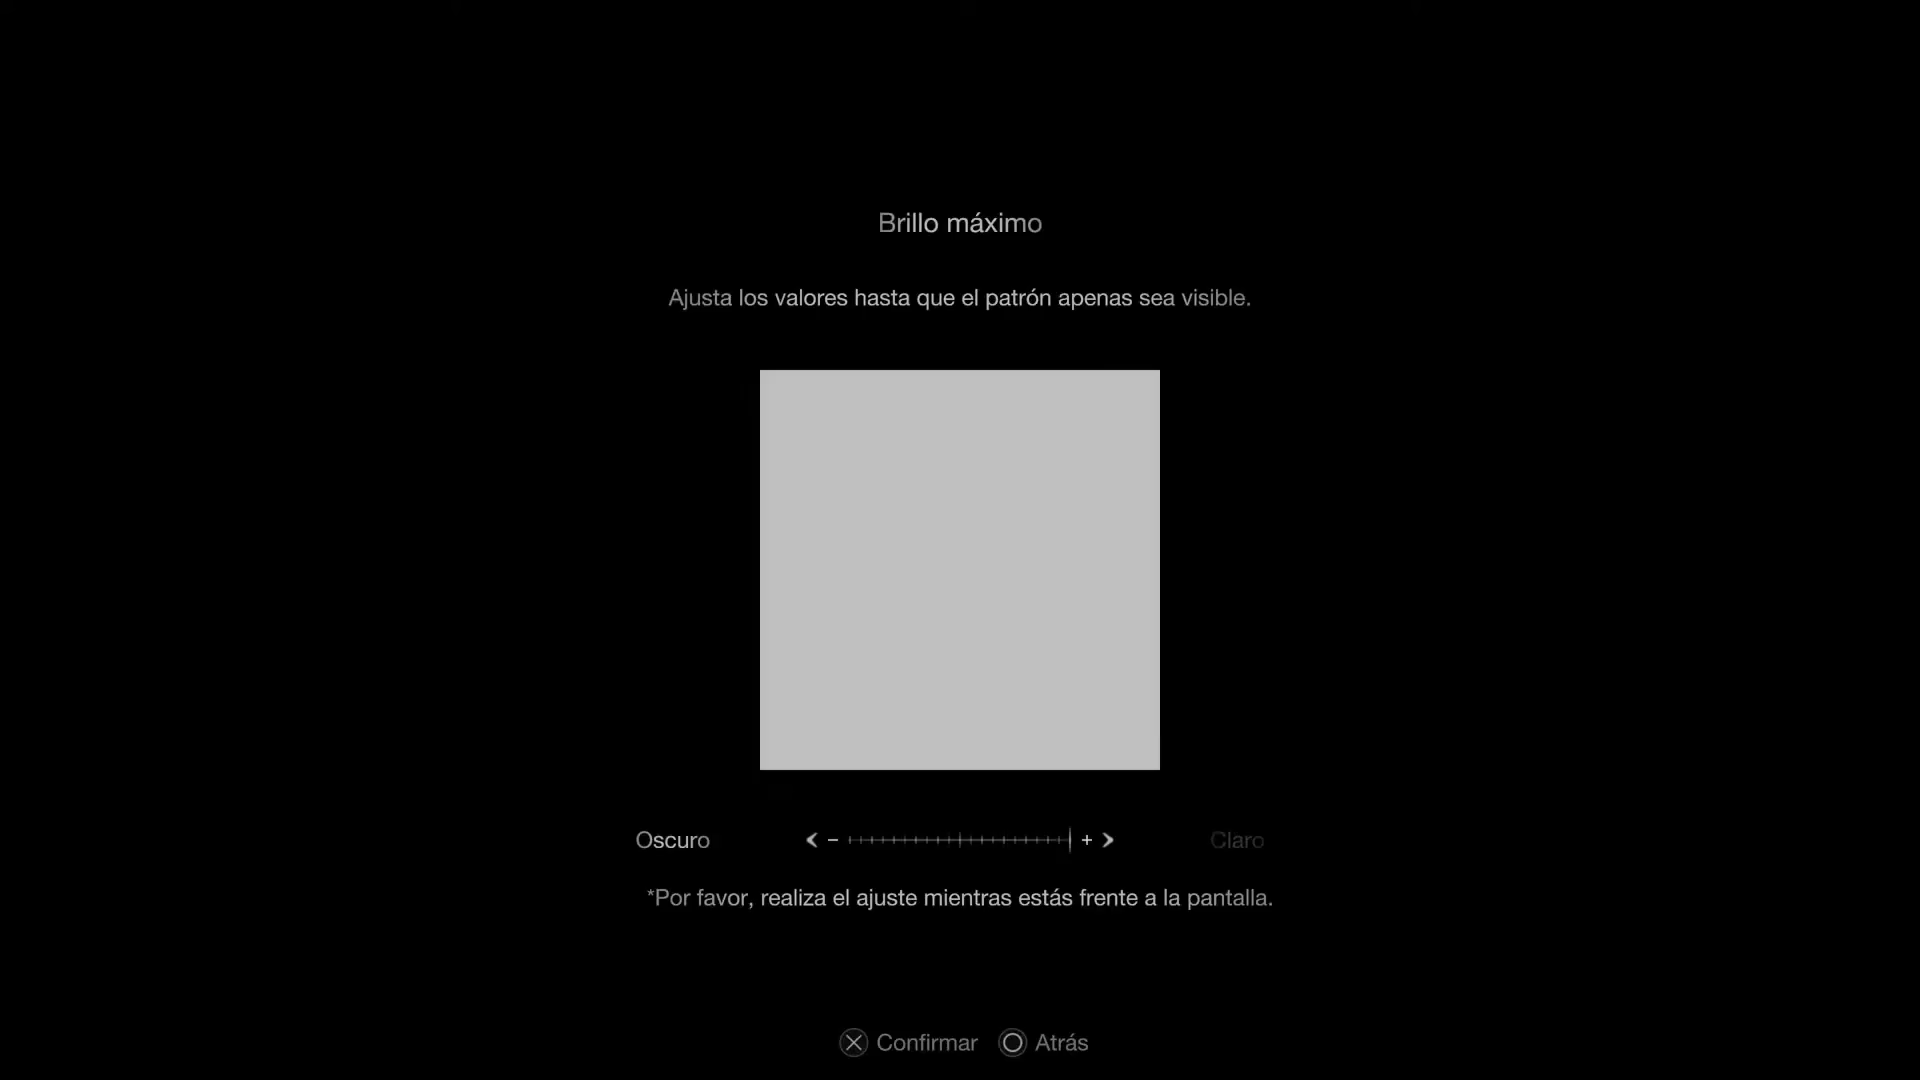 Brillo máximo
Ajusta los valores hasta que el patrón apenas sea visible.
Oscuro - + Claro
*Por favor, realiza el ajuste mientras estás frente a la pantalla.
Confirmar Atrás